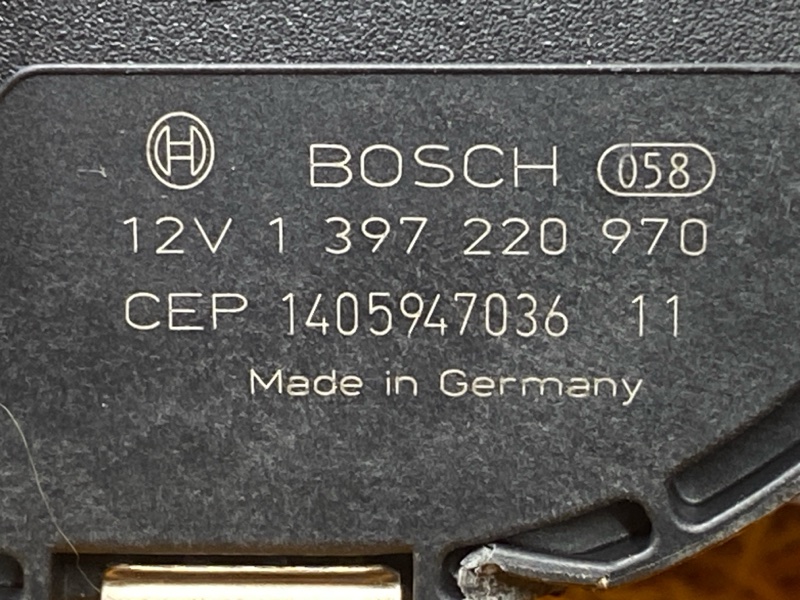 BOSCH 058
12V 1 397 220 970
CEP 1405947036 11
Made in Germany